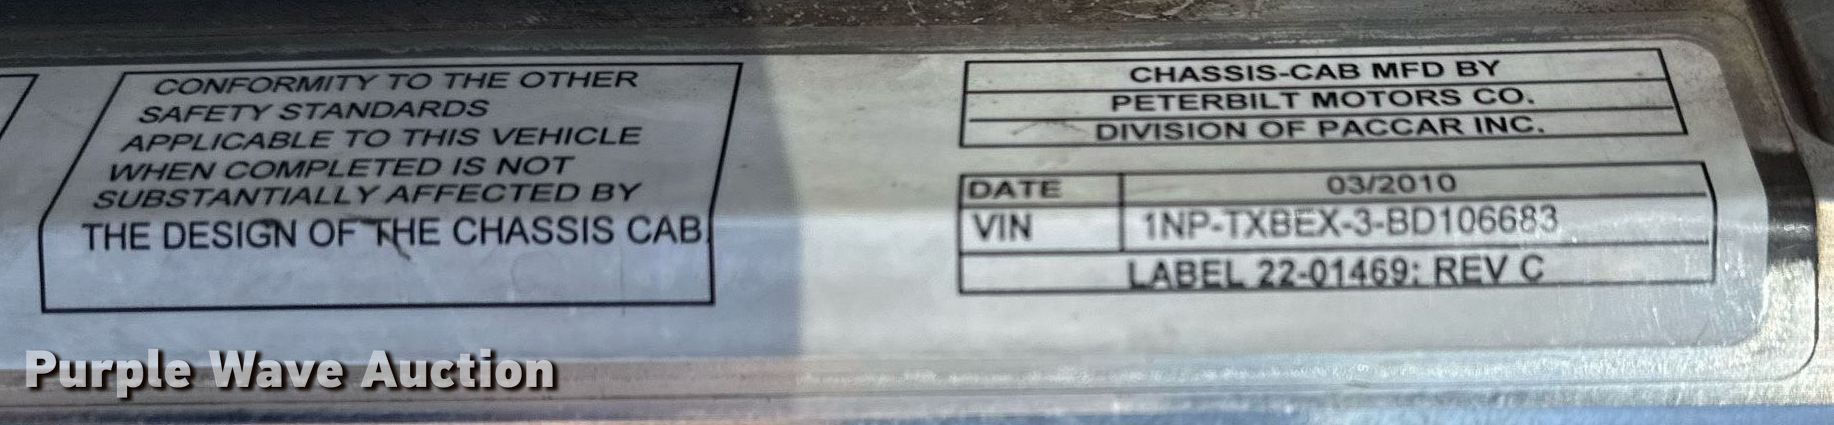 CONFORMITY TO THE OTHER
SAFETY STANDARDS
APPLICABLE TO THIS VEHICLE
WHEN COMPLETED IS NOT
SUBSTANTIALLY AFFECTED BY
THE DESIGN OF THE CHASSIS CAB.
CHASSIS-CAB MFD BY
PETERBILT MOTORS CO.
DIVISION OF PACCAR INC.
DATE 03/2010
VIN 1NP-TXBEX-3-BD106683
LABEL 22-01469: REV C
Purple Wave Auction